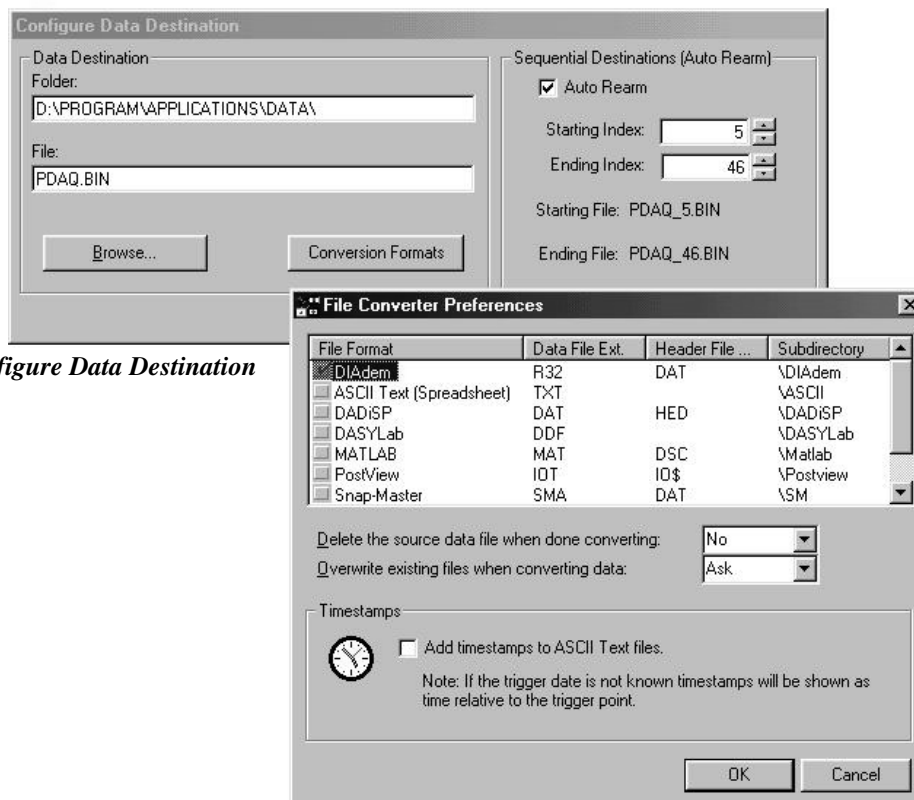 Configure Data Destination
Data Destination
Folder:
D:\PROGRAM\APPLICATIONS\DATA\
File:
PDAQ.BIN
Browse...
Conversion Formats
Sequential Destinations (Auto Rearm)
Auto Rearm
Starting Index: 5
Ending Index: 46
Starting File: PDAQ_5.BIN
Ending File: PDAQ_46.BIN
figure Data Destination
File Converter Preferences
File Format Data File Ext. Header File ... Subdirectory
DIAdem R32 DAT \DIAdem
ASCII Text (Spreadsheet) TXT \ASCII
DADiSP DAT HED \DADiSP
DASYLab DDF \DASYLab
MATLAB MAT DSC \Matlab
PostView IOT IO$ \Postview
Snap-Master SMA DAT \SM
Delete the source data file when done converting: No
Overwrite existing files when converting data: Ask
Timestamps
Add timestamps to ASCII Text files.
Note: If the trigger date is not known timestamps will be shown as
time relative to the trigger point.
OK
Cancel